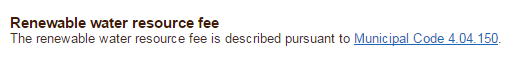 Renewable water resource fee
The renewable water resource fee is described pursuant to Municipal Code 4.04.150.